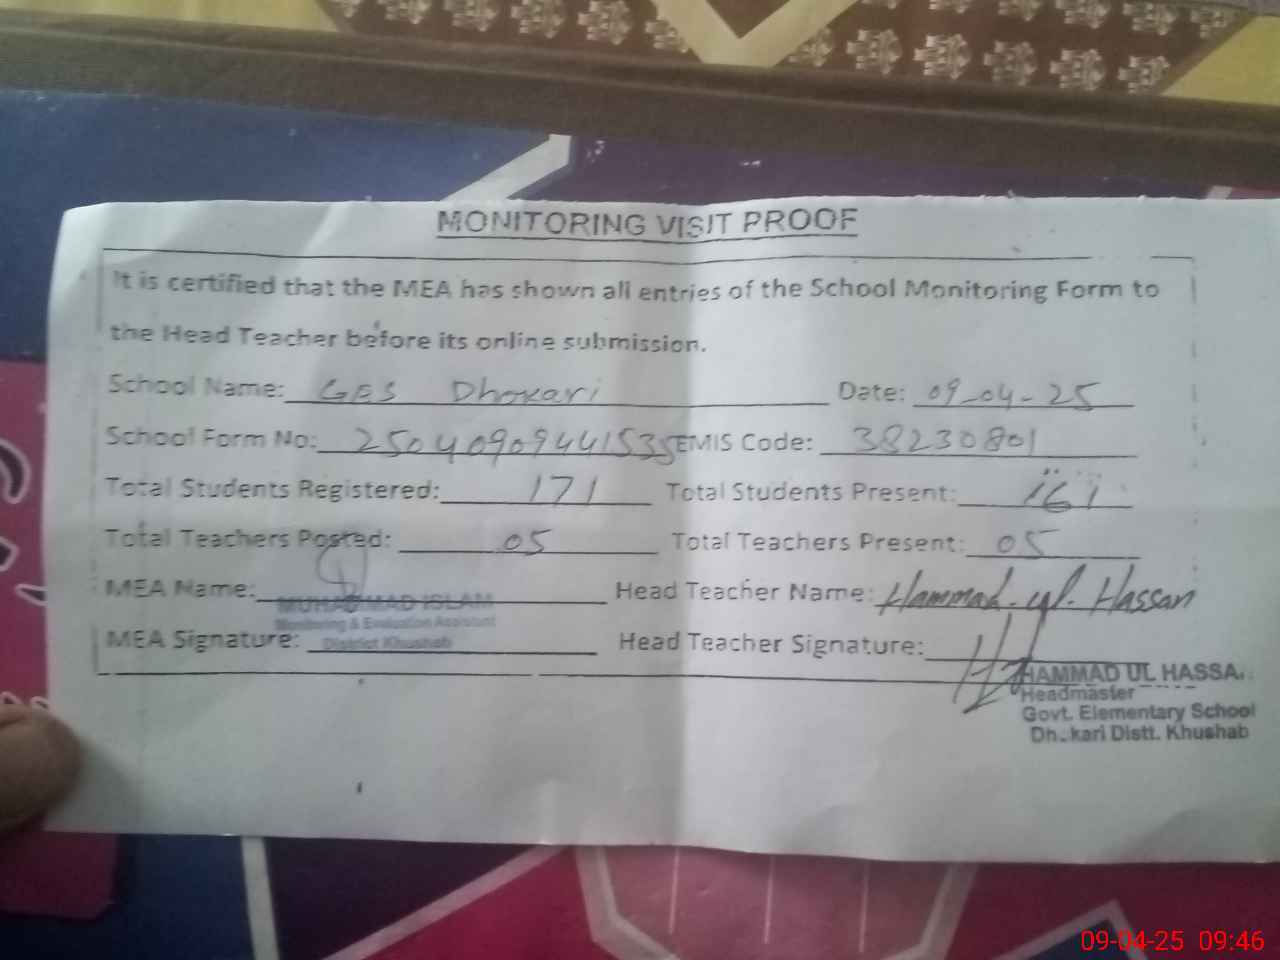 MONITORING VISIT PROOF
It is certified that the MEA has shown all entries of the School Monitoring Form to
the Head Teacher before its online submission.
School Name: GES Dhokari Date: 09-04-25
School Form No: 25040909441535 EMIS Code: 38230801
Total Students Registered: 171 Total Students Present: 161
Total Teachers Posted: 05 Total Teachers Present: 05
MEA Name: Head Teacher Name: Hammad-ul-Hassan
MUHAMMAD ISLAM
Monitoring & Evaluation Assistant
MEA Signature: Head Teacher Signature:
District Khushab
HAMMAD UL HASSA
Headmaster
Govt. Elementary School
Dh.kari Distt. Khushab
09-04-25 09:46